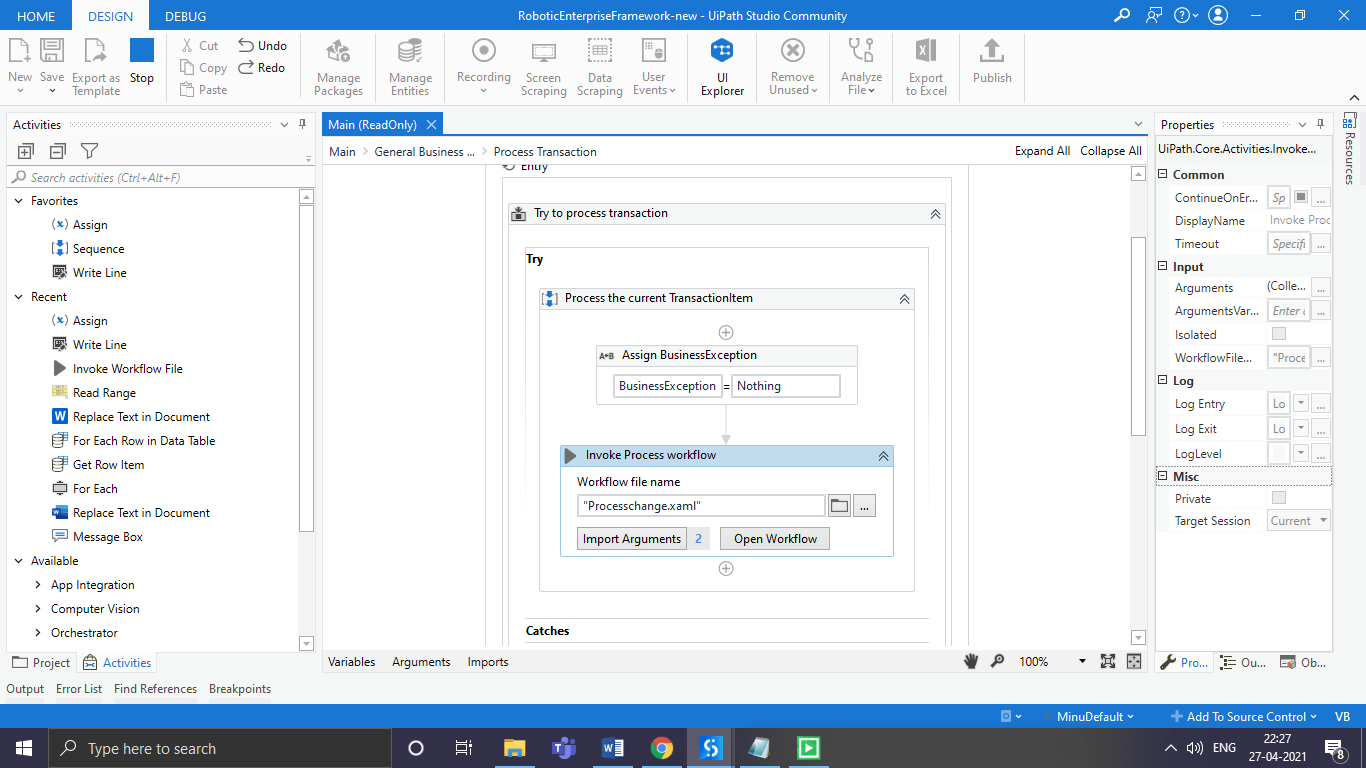 HOME DESIGN DEBUG RoboticEnterpriseFramework-new - UiPath Studio Community
New Save Export as Template Stop
Cut Undo
Copy Redo
Paste
Manage Packages
Manage Entities
Recording
Screen Scraping
Data Scraping
User Events
UI Explorer
Remove Unused
Analyze File
Export to Excel
Publish
Activities
Search activities (Ctrl+Alt+F)
Favorites
Assign
Sequence
Write Line
Recent
Assign
Write Line
Invoke Workflow File
Read Range
Replace Text in Document
For Each Row in Data Table
Get Row Item
For Each
Replace Text in Document
Message Box
Available
App Integration
Computer Vision
Orchestrator
Project Activities
Main (ReadOnly)
Main General Business ... Process Transaction Expand All Collapse All
Entry
Try to process transaction
Try
Process the current TransactionItem
A+B Assign BusinessException
BusinessException = Nothing
Invoke Process workflow
Workflow file name
"Processchange.xaml" ...
Import Arguments 2 Open Workflow
Catches
Variables Arguments Imports 100%
Properties
UiPath.Core.Activities.Invoke...
Common
ContinueOnEr... Sp ...
DisplayName Invoke Proc
Timeout Specifi ...
Input
Arguments (Colle... ...
ArgumentsVar... Enter ...
Isolated
WorkflowFile... "Proce ...
Log
Log Entry Lo ...
Log Exit Lo ...
LogLevel ...
Misc
Private
Target Session Current
Pro... Ou... Ob...
Resources
Output Error List Find References Breakpoints
MinuDefault Add To Source Control VB
Type here to search
ENG 22:27
27-04-2021 8